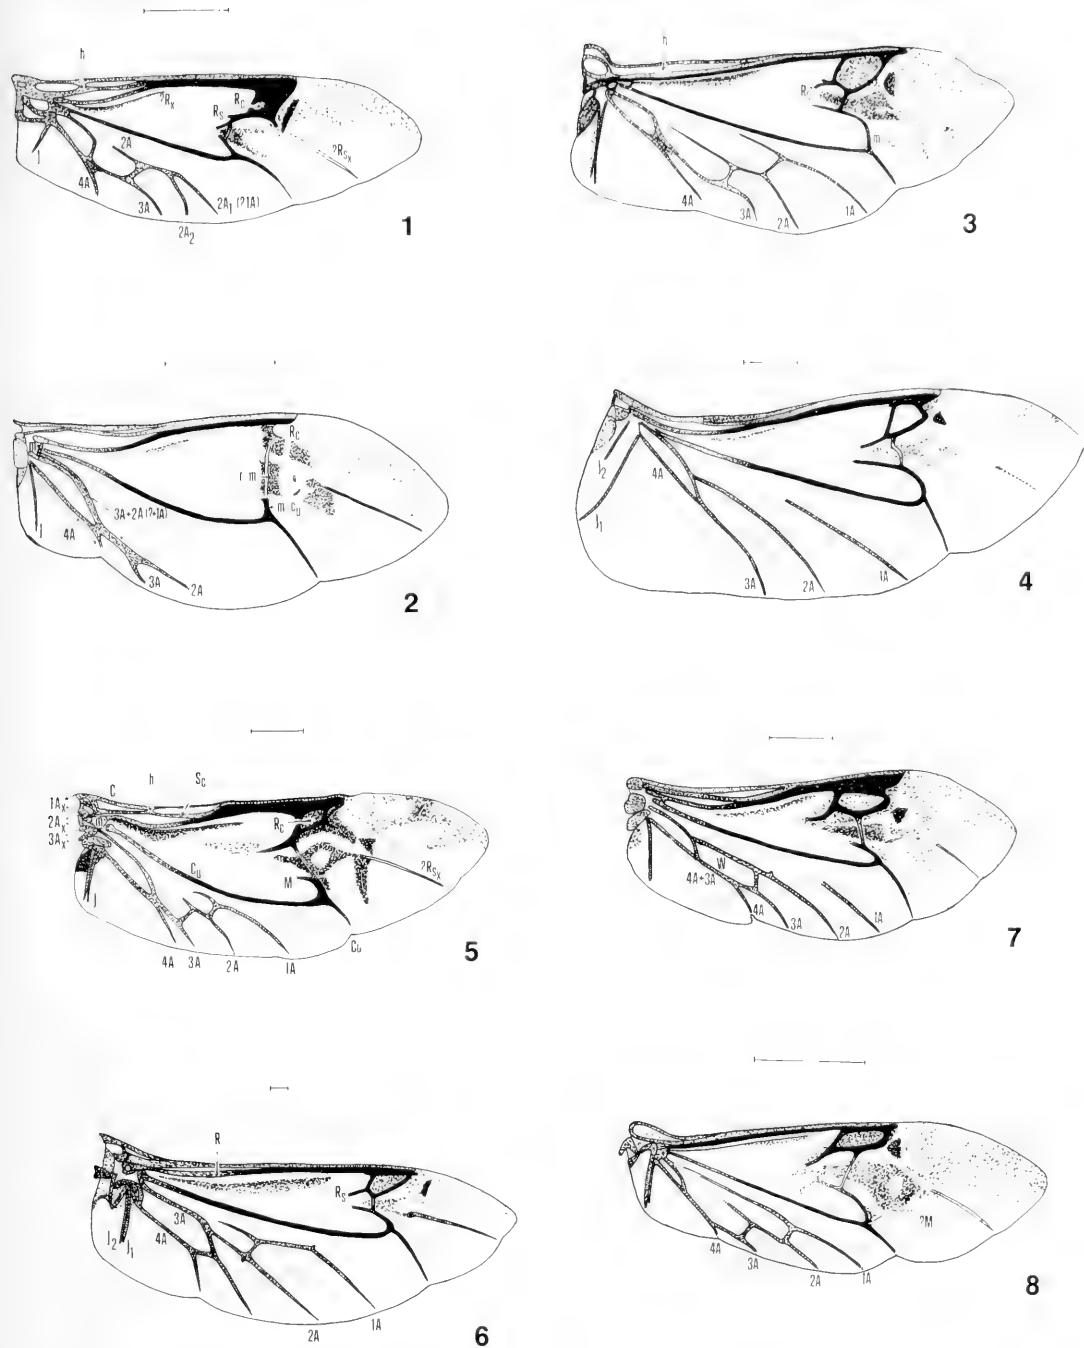 h
?Rx
Rc
Rs
2A
?Rsx
J
4A
3A
2A1 (?1A)
2A2
1
h
m
4A
3A
2A
1A
3
Rc
r m
m cu
3A+2A(?+1A)
J
4A
3A
2A
2
J2
J1
4A
3A
2A
1A
4
C
h
Sc
1Ax
2Ax
3Ax
Rc
Cu
M
?Rsx
J
4A
3A
2A
1A
5
W
4A+3A
4A
3A
2A
1A
7
R
Rs
J2
J1
3A
4A
2A
1A
6
?M
4A
3A
2A
1A
8